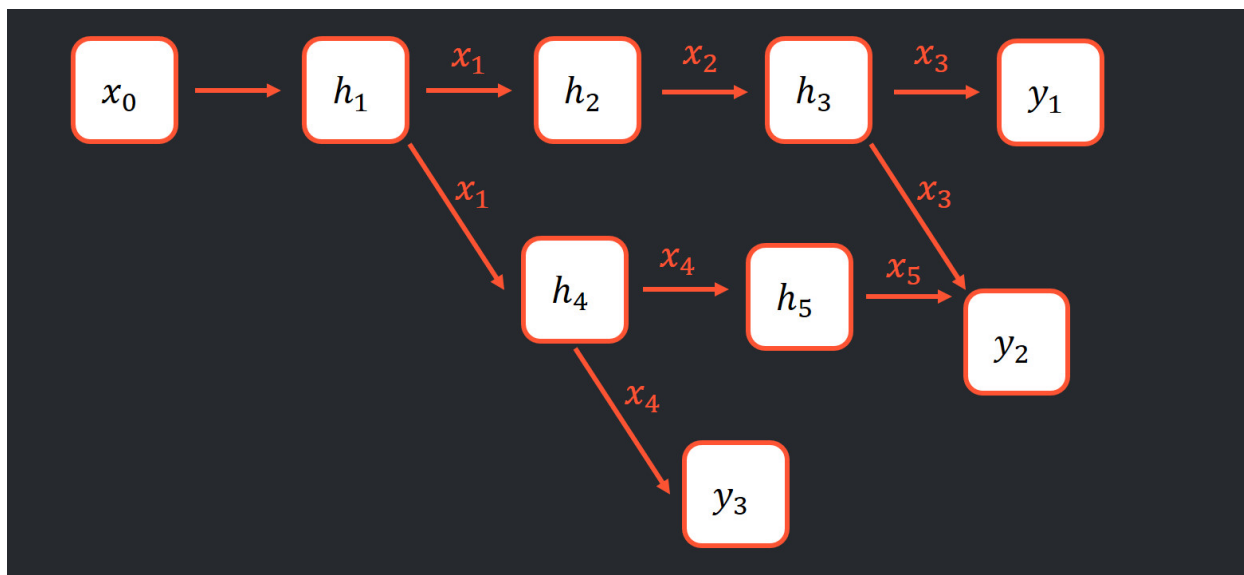 x₁ x₂ x₃
x₀ h₁ h₂ h₃ y₁
x₁ x₃
x₄ x₅
h₄ h₅
y₂
x₄
y₃